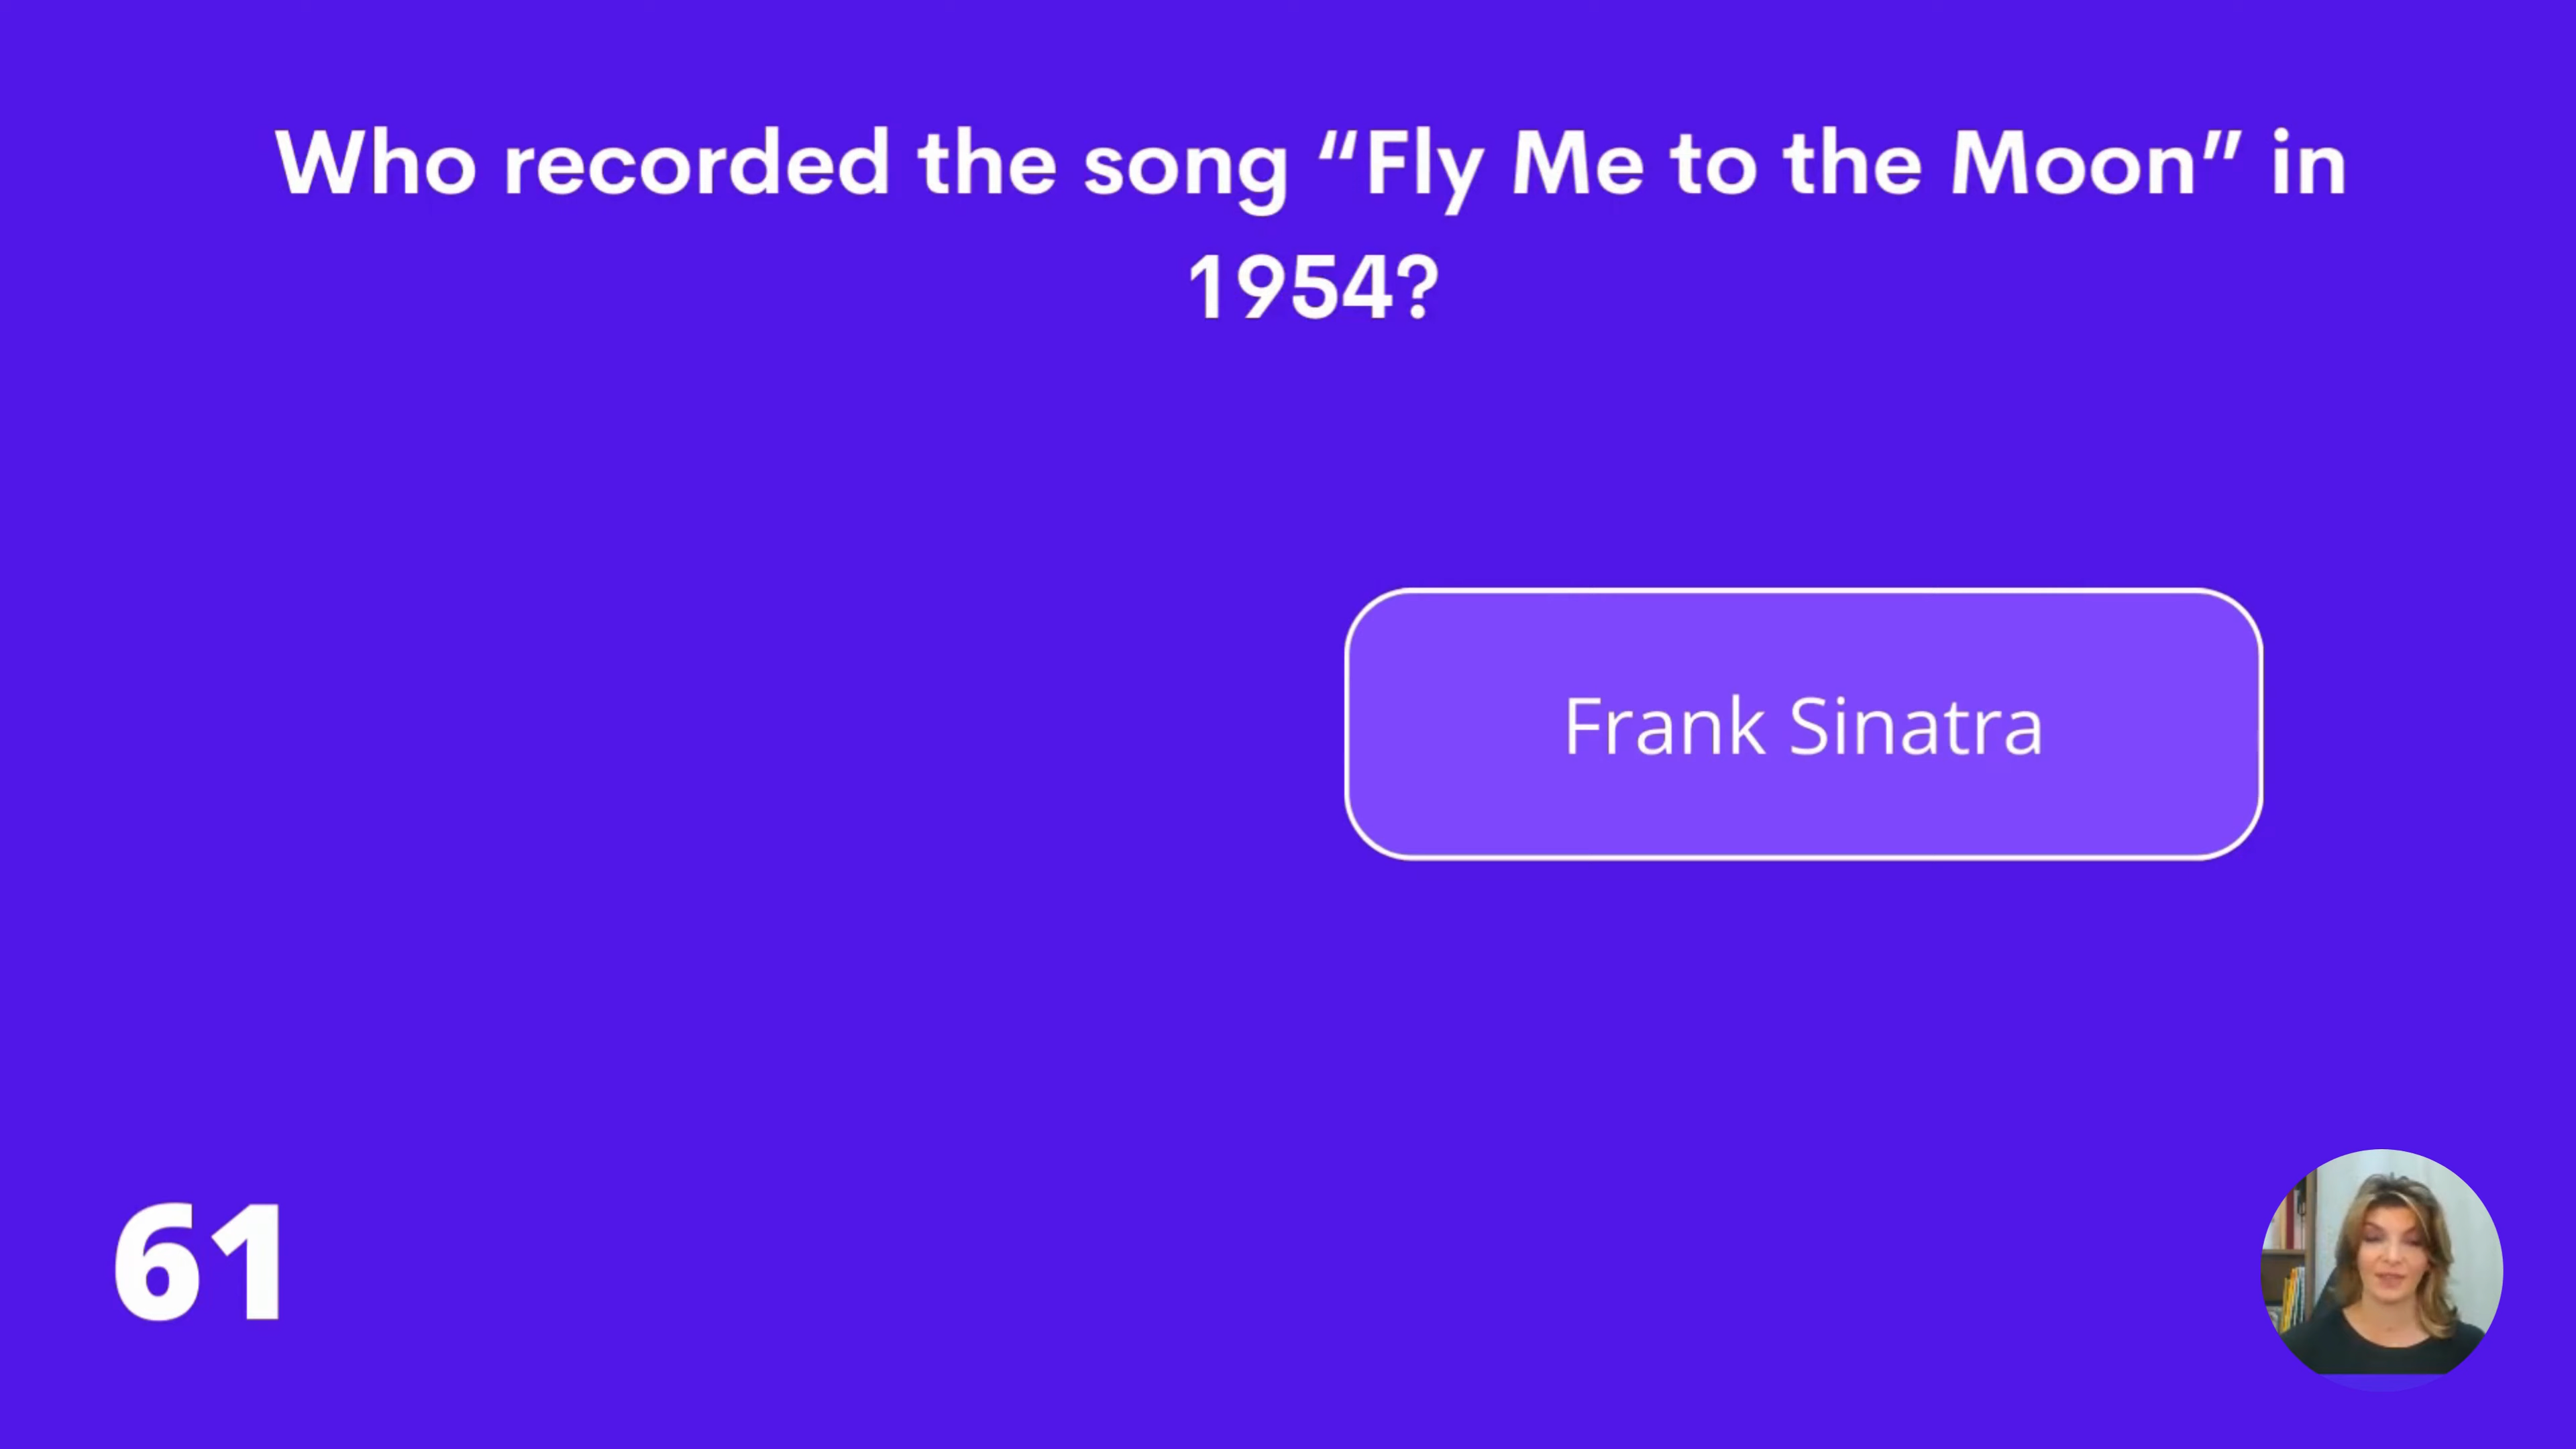 Who recorded the song “Fly Me to the Moon” in
1954?
Frank Sinatra
61